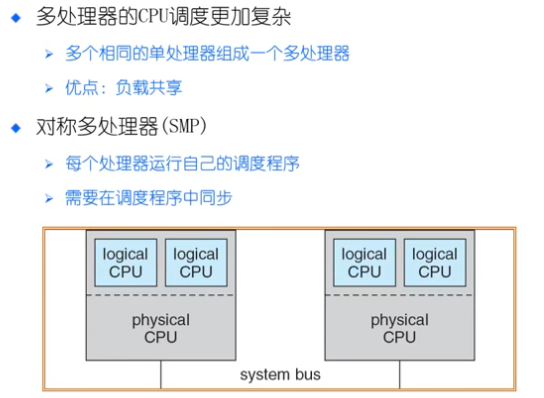 多处理器的CPU调度更加复杂
多个相同的单处理器组成一个多处理器
优点：负载共享
对称多处理器(SMP)
每个处理器运行自己的调度程序
需要在调度程序中同步
logical CPU
logical CPU
physical CPU
logical CPU
logical CPU
physical CPU
system bus